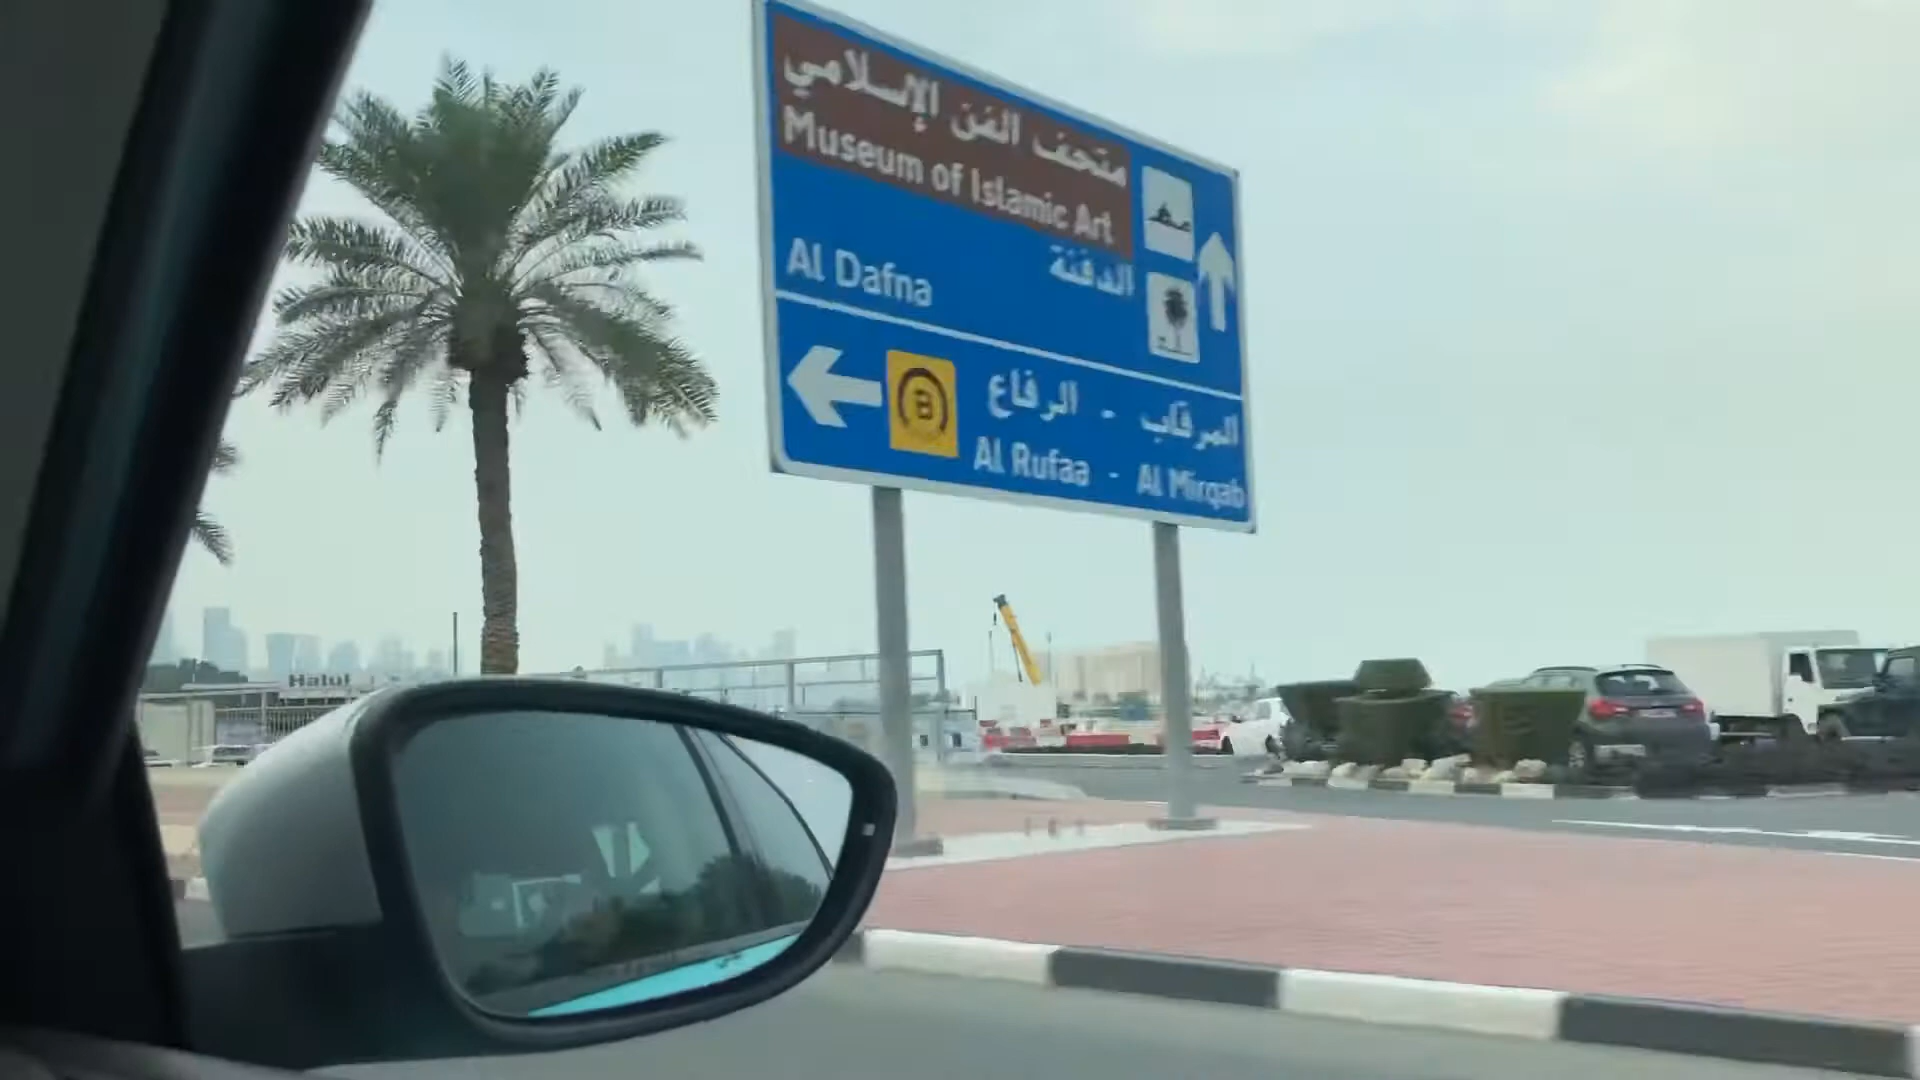 متحف الفن الإسلامي
Museum of Islamic Art
Al Dafna الدفنة
B
المرقاب - الرفاع
Al Rufaa - Al Mirqab
Halul